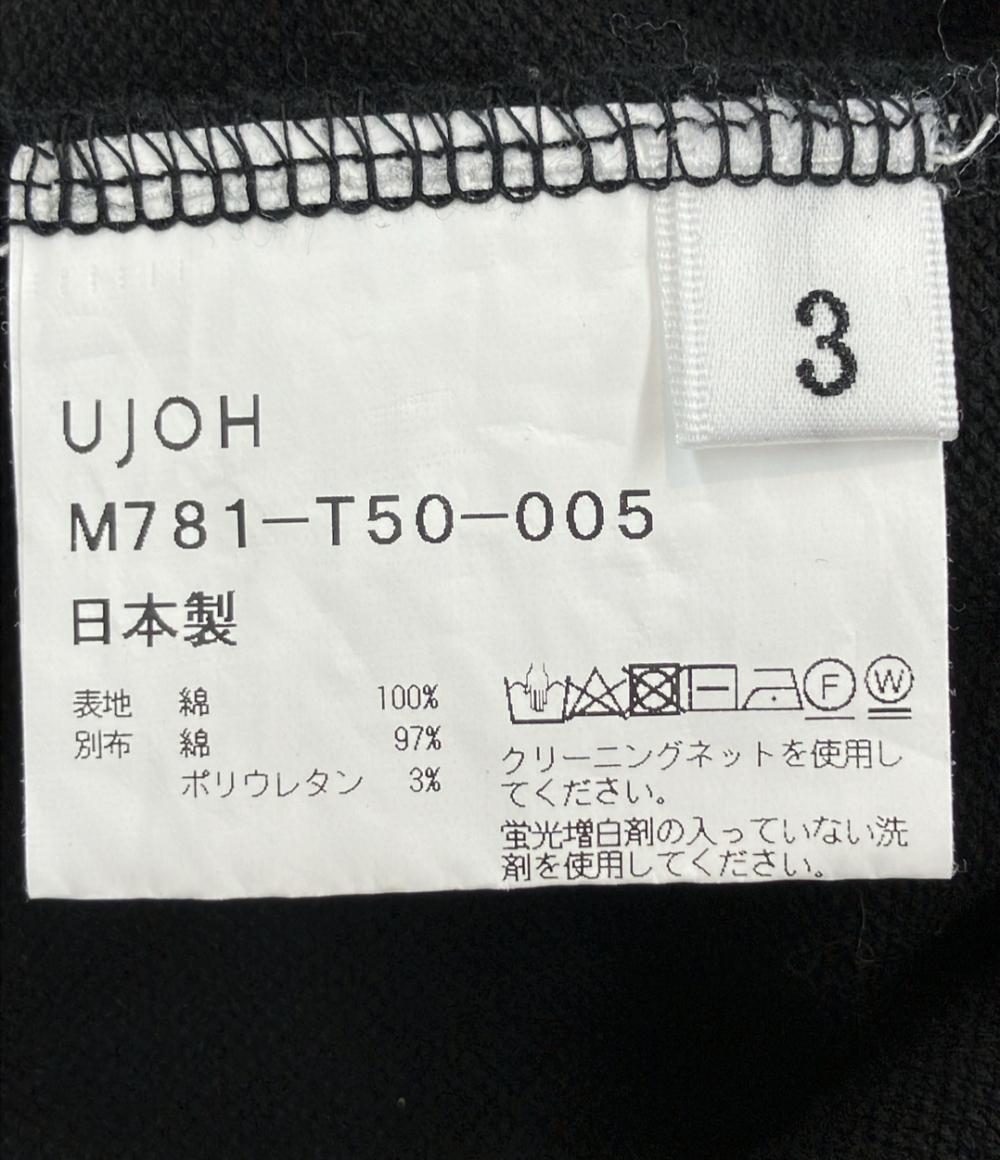 3
UJOH
M781-T50-005
日本製
表地 綿 100%
別布 綿 97%
ポリウレタン 3%
F W
クリーニングネットを使用し
てください。
蛍光増白剤の入っていない洗
剤を使用してください。